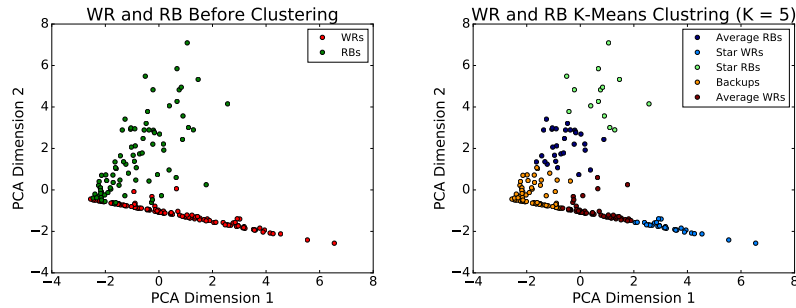 WR and RB Before Clustering
WRs
RBs
PCA Dimension 2
8
6
4
2
0
−2
−4
−4
−2
0
2
4
6
8
PCA Dimension 1
WR and RB K-Means Clustring (K = 5)
Average RBs
Star WRs
Star RBs
Backups
Average WRs
PCA Dimension 2
8
6
4
2
0
−2
−4
−4
−2
0
2
4
6
8
PCA Dimension 1